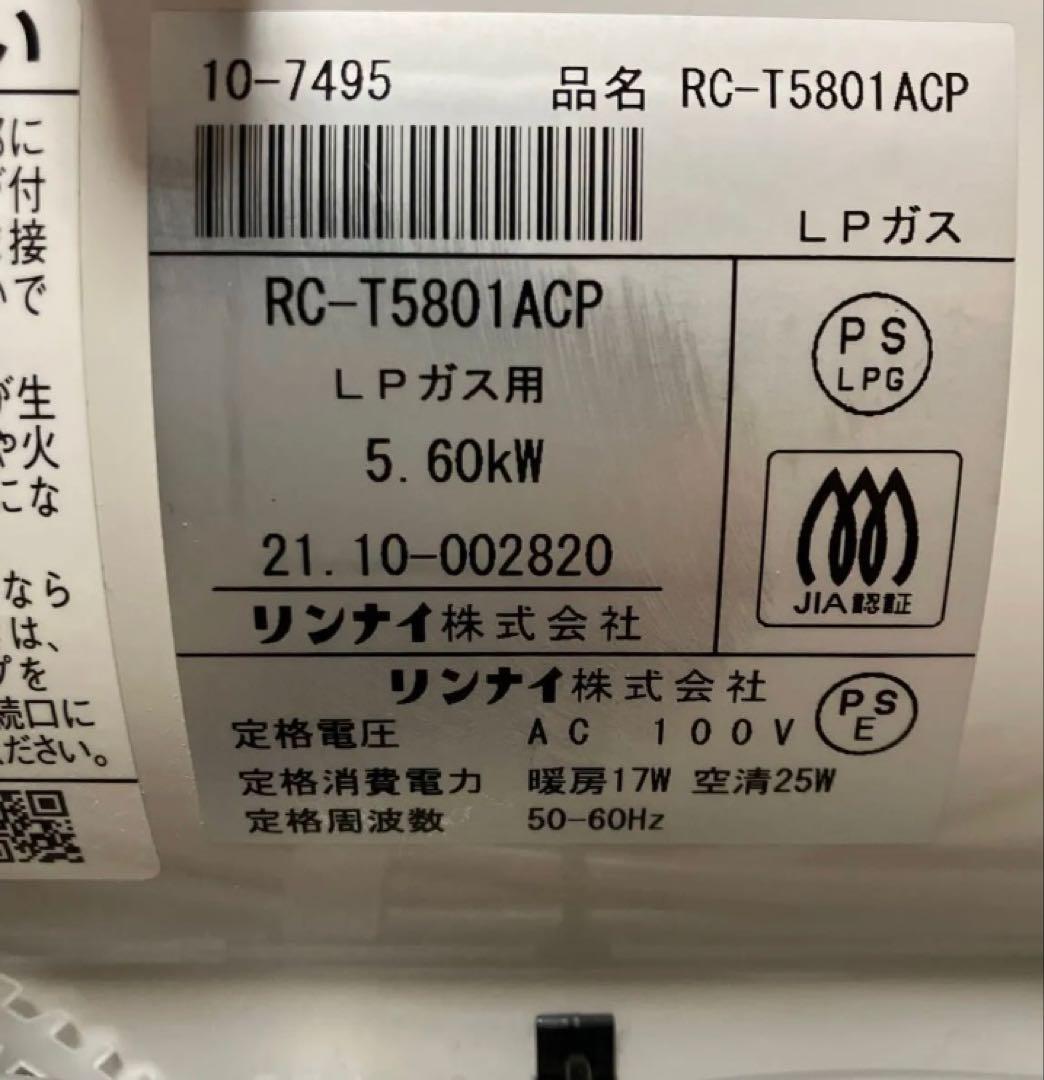 い
10-7495
品名 RC-T5801ACP
LPガス
RC-T5801ACP
LPガス用
5.60kW
21.10-002820
リンナイ株式会社
PS
LPG
JIA認証
リンナイ株式会社
定格電圧 AC 100V
PS
E
定格消費電力 暖房17W 空清25W
定格周波数 50-60Hz
に
付
接
いで
が生
や火
にな
なら
は、
プを
続口に
ださい。